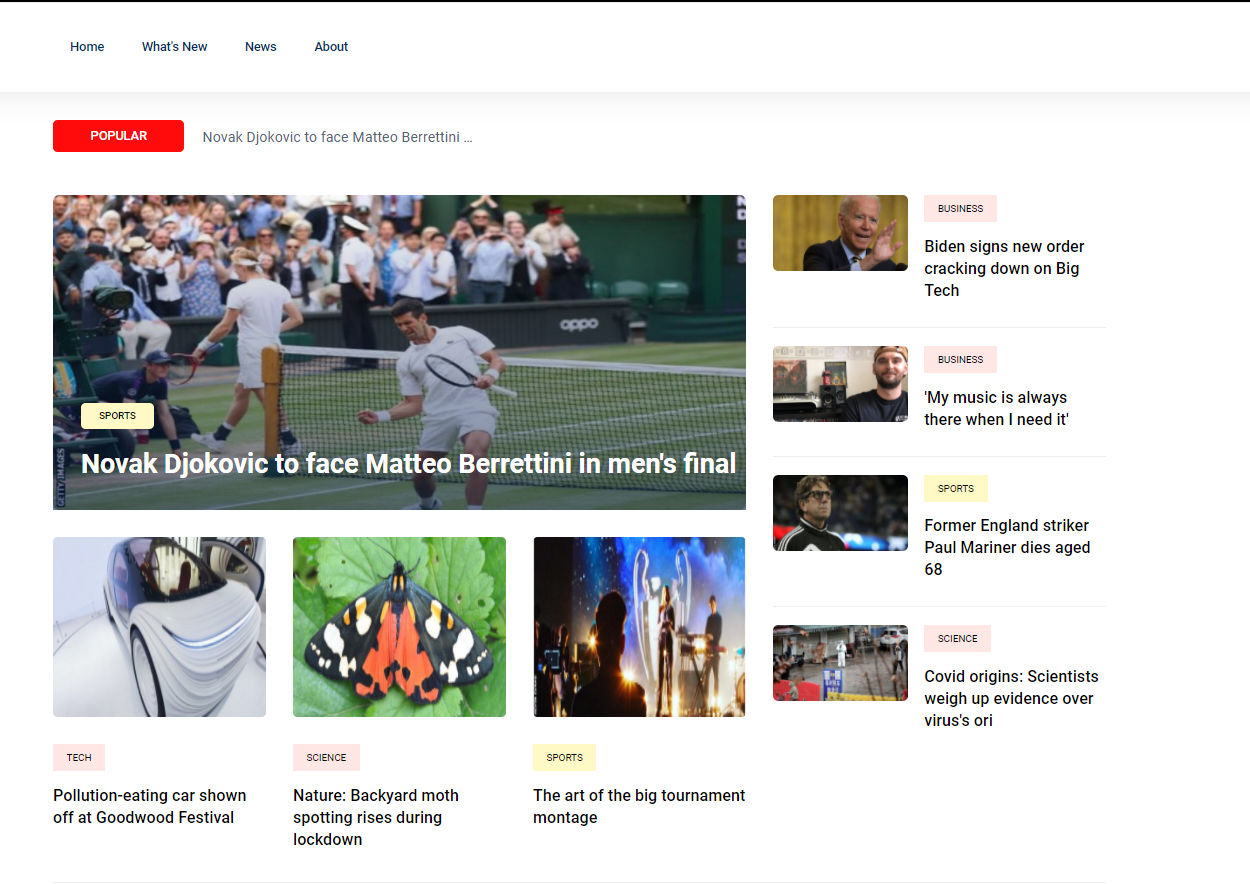 Home
What's New
News
About
POPULAR
Novak Djokovic to face Matteo Berrettini ...
oppo
SPORTS
Novak Djokovic to face Matteo Berrettini in men's final
GETTY IMAGES
TECH
Pollution-eating car shown
off at Goodwood Festival
SCIENCE
Nature: Backyard moth
spotting rises during
lockdown
SPORTS
The art of the big tournament
montage
BUSINESS
Biden signs new order
cracking down on Big
Tech
BUSINESS
'My music is always
there when I need it'
SPORTS
Former England striker
Paul Mariner dies aged
68
SCIENCE
Covid origins: Scientists
weigh up evidence over
virus's ori